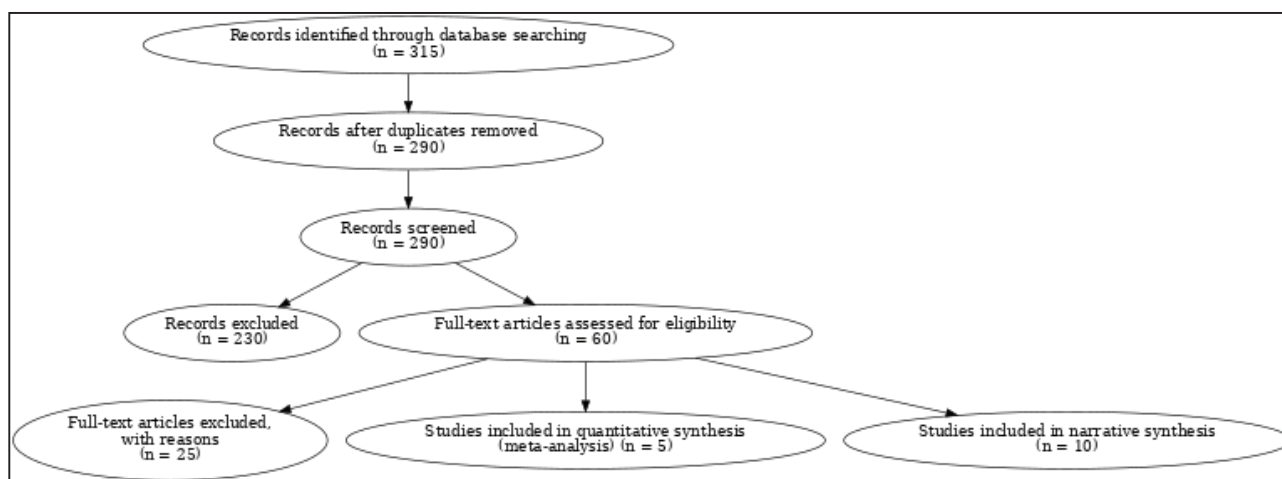 Records identified through database searching
(n = 315)
Records after duplicates removed
(n = 290)
Records screened
(n = 290)
Records excluded
(n = 230)
Full-text articles assessed for eligibility
(n = 60)
Full-text articles excluded,
with reasons
(n = 25)
Studies included in quantitative synthesis
(meta-analysis) (n = 5)
Studies included in narrative synthesis
(n = 10)